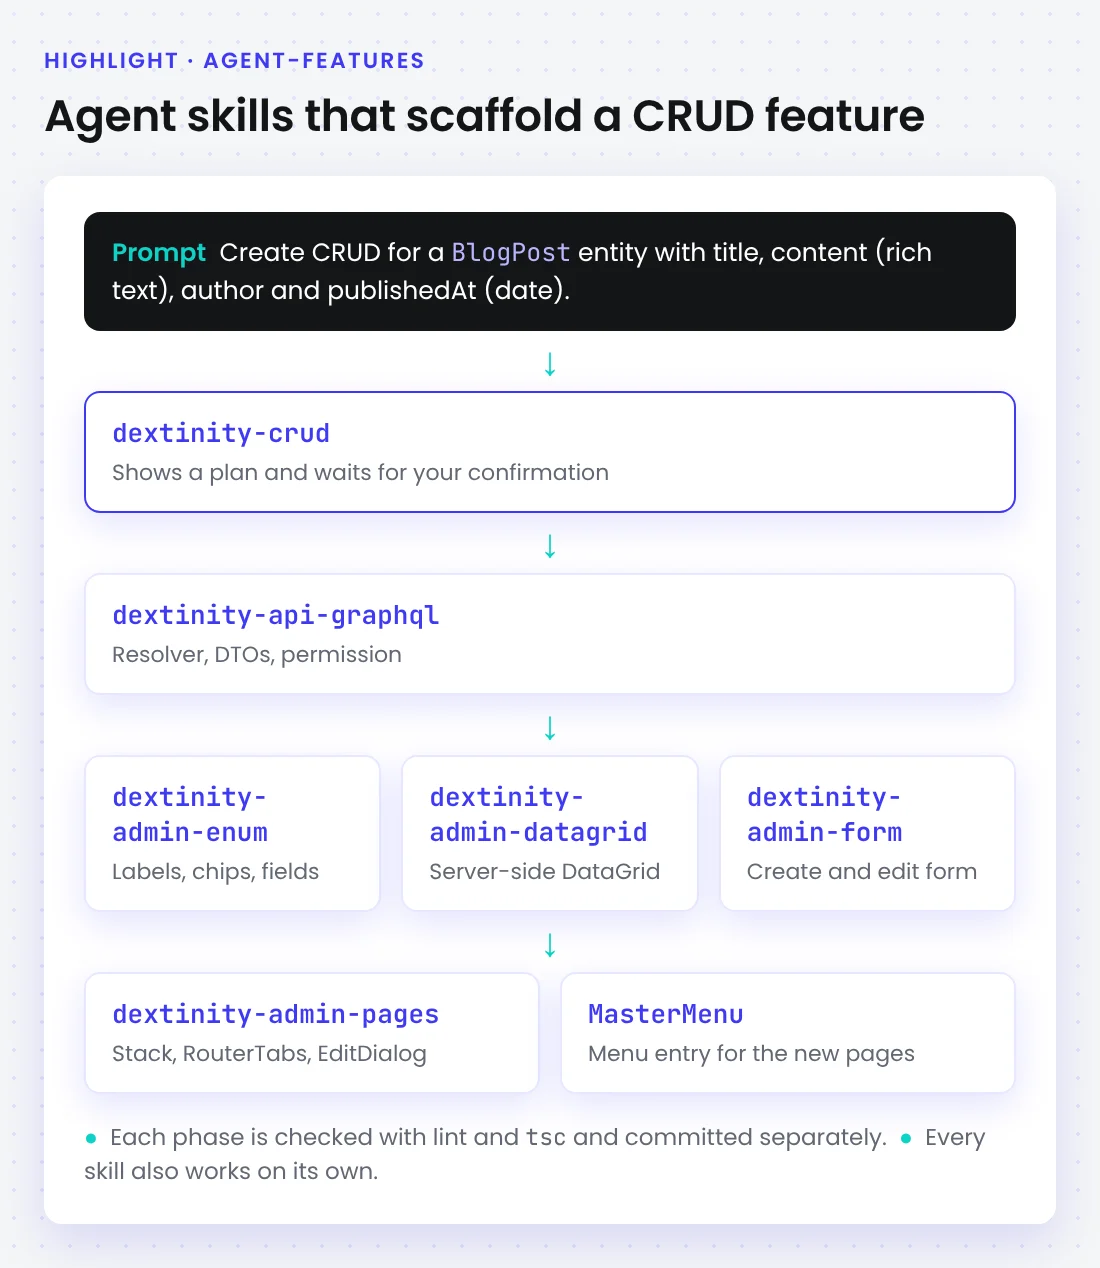 HIGHLIGHT · AGENT-FEATURES
Agent skills that scaffold a CRUD feature
Prompt Create CRUD for a BlogPost entity with title, content (rich
text), author and publishedAt (date).
↓
dextinity-crud
Shows a plan and waits for your confirmation
↓
dextinity-api-graphql
Resolver, DTOs, permission
↓
dextinity-
admin-enum
Labels, chips, fields
dextinity-
admin-datagrid
Server-side DataGrid
dextinity-
admin-form
Create and edit form
↓
dextinity-admin-pages
Stack, RouterTabs, EditDialog
MasterMenu
Menu entry for the new pages
● Each phase is checked with lint and tsc and committed separately. ● Every
skill also works on its own.